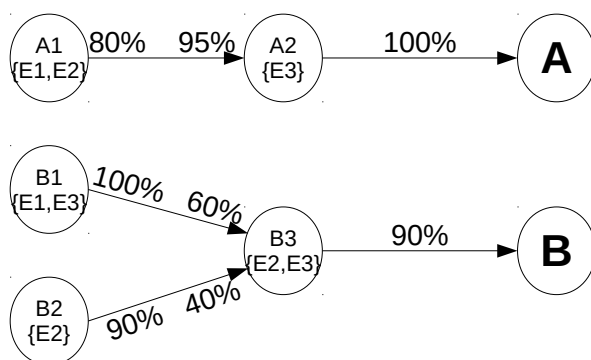 A1
{E1,E2}
80%
95%
A2
{E3}
100%
A
B1
{E1,E3}
100%
60%
B3
{E2,E3}
90%
B
B2
{E2}
90%
40%